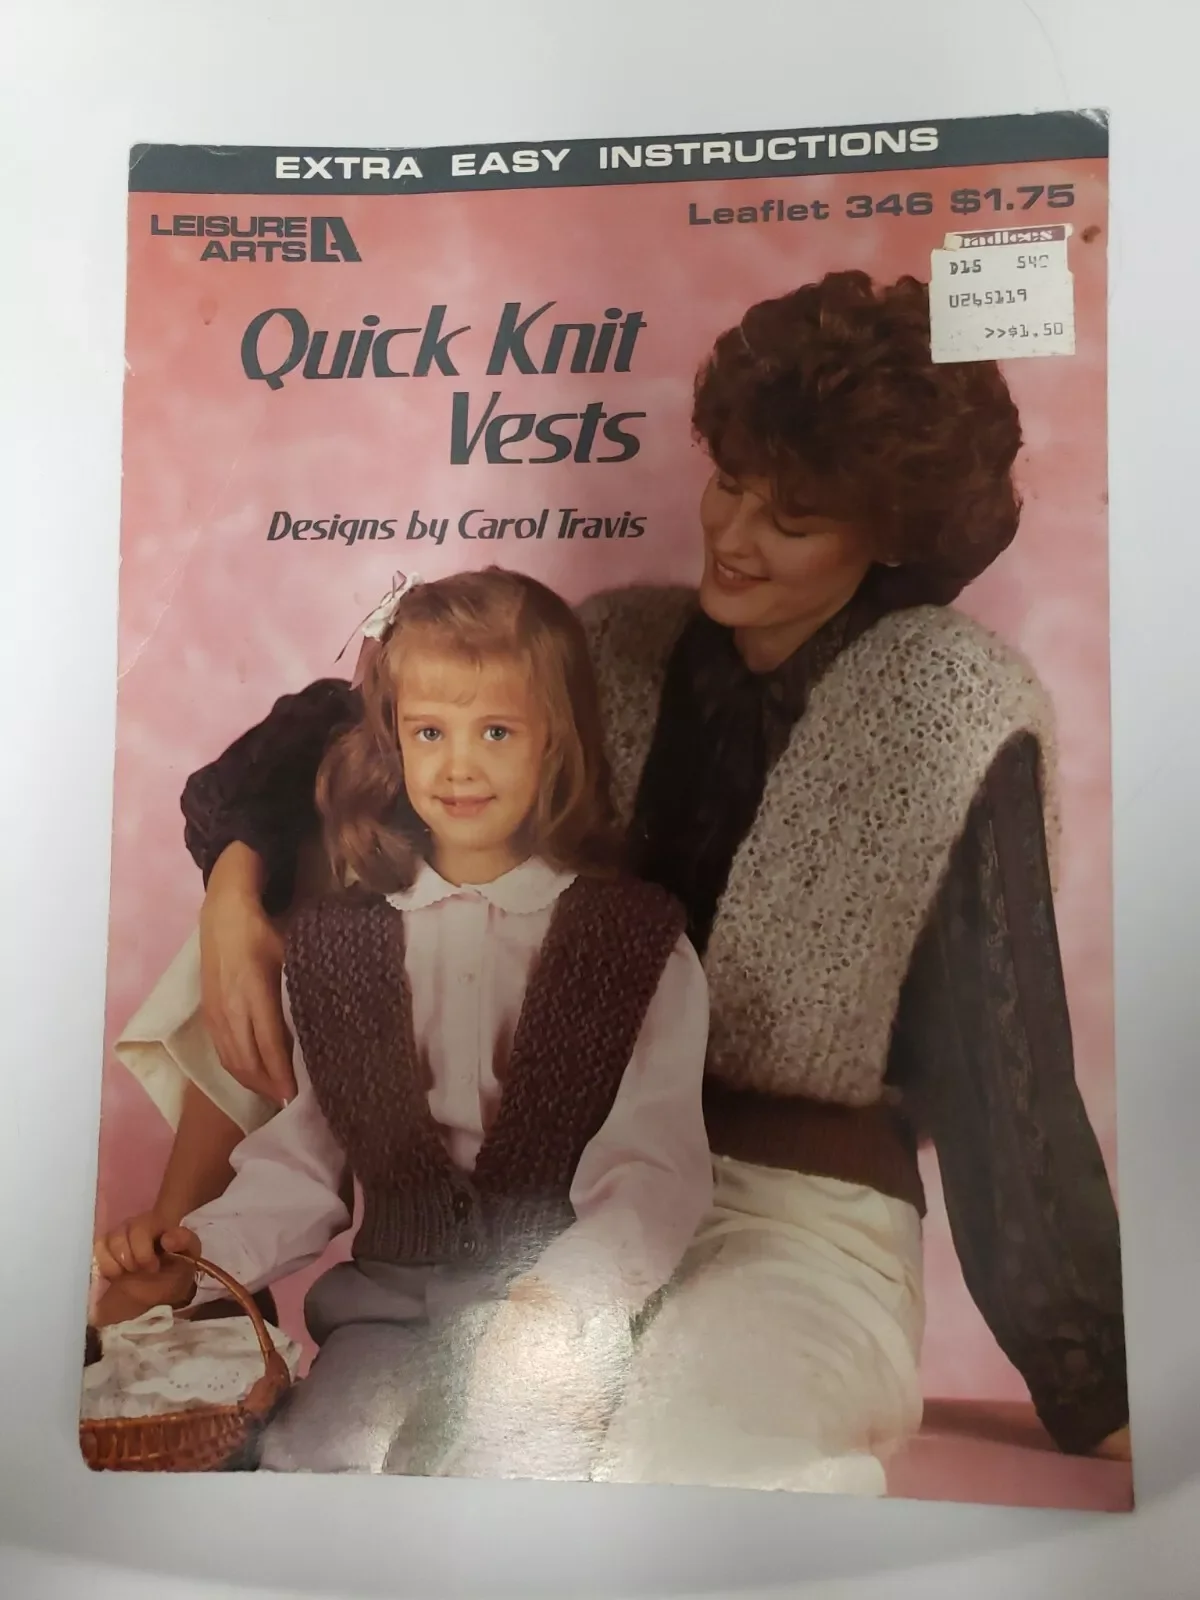 EXTRA EASY INSTRUCTIONS
LEISURE
ARTS
Leaflet 346 $1.75
D15
U265119
>>$1.50
Quick Knit
Vests
Designs by Carol Travis